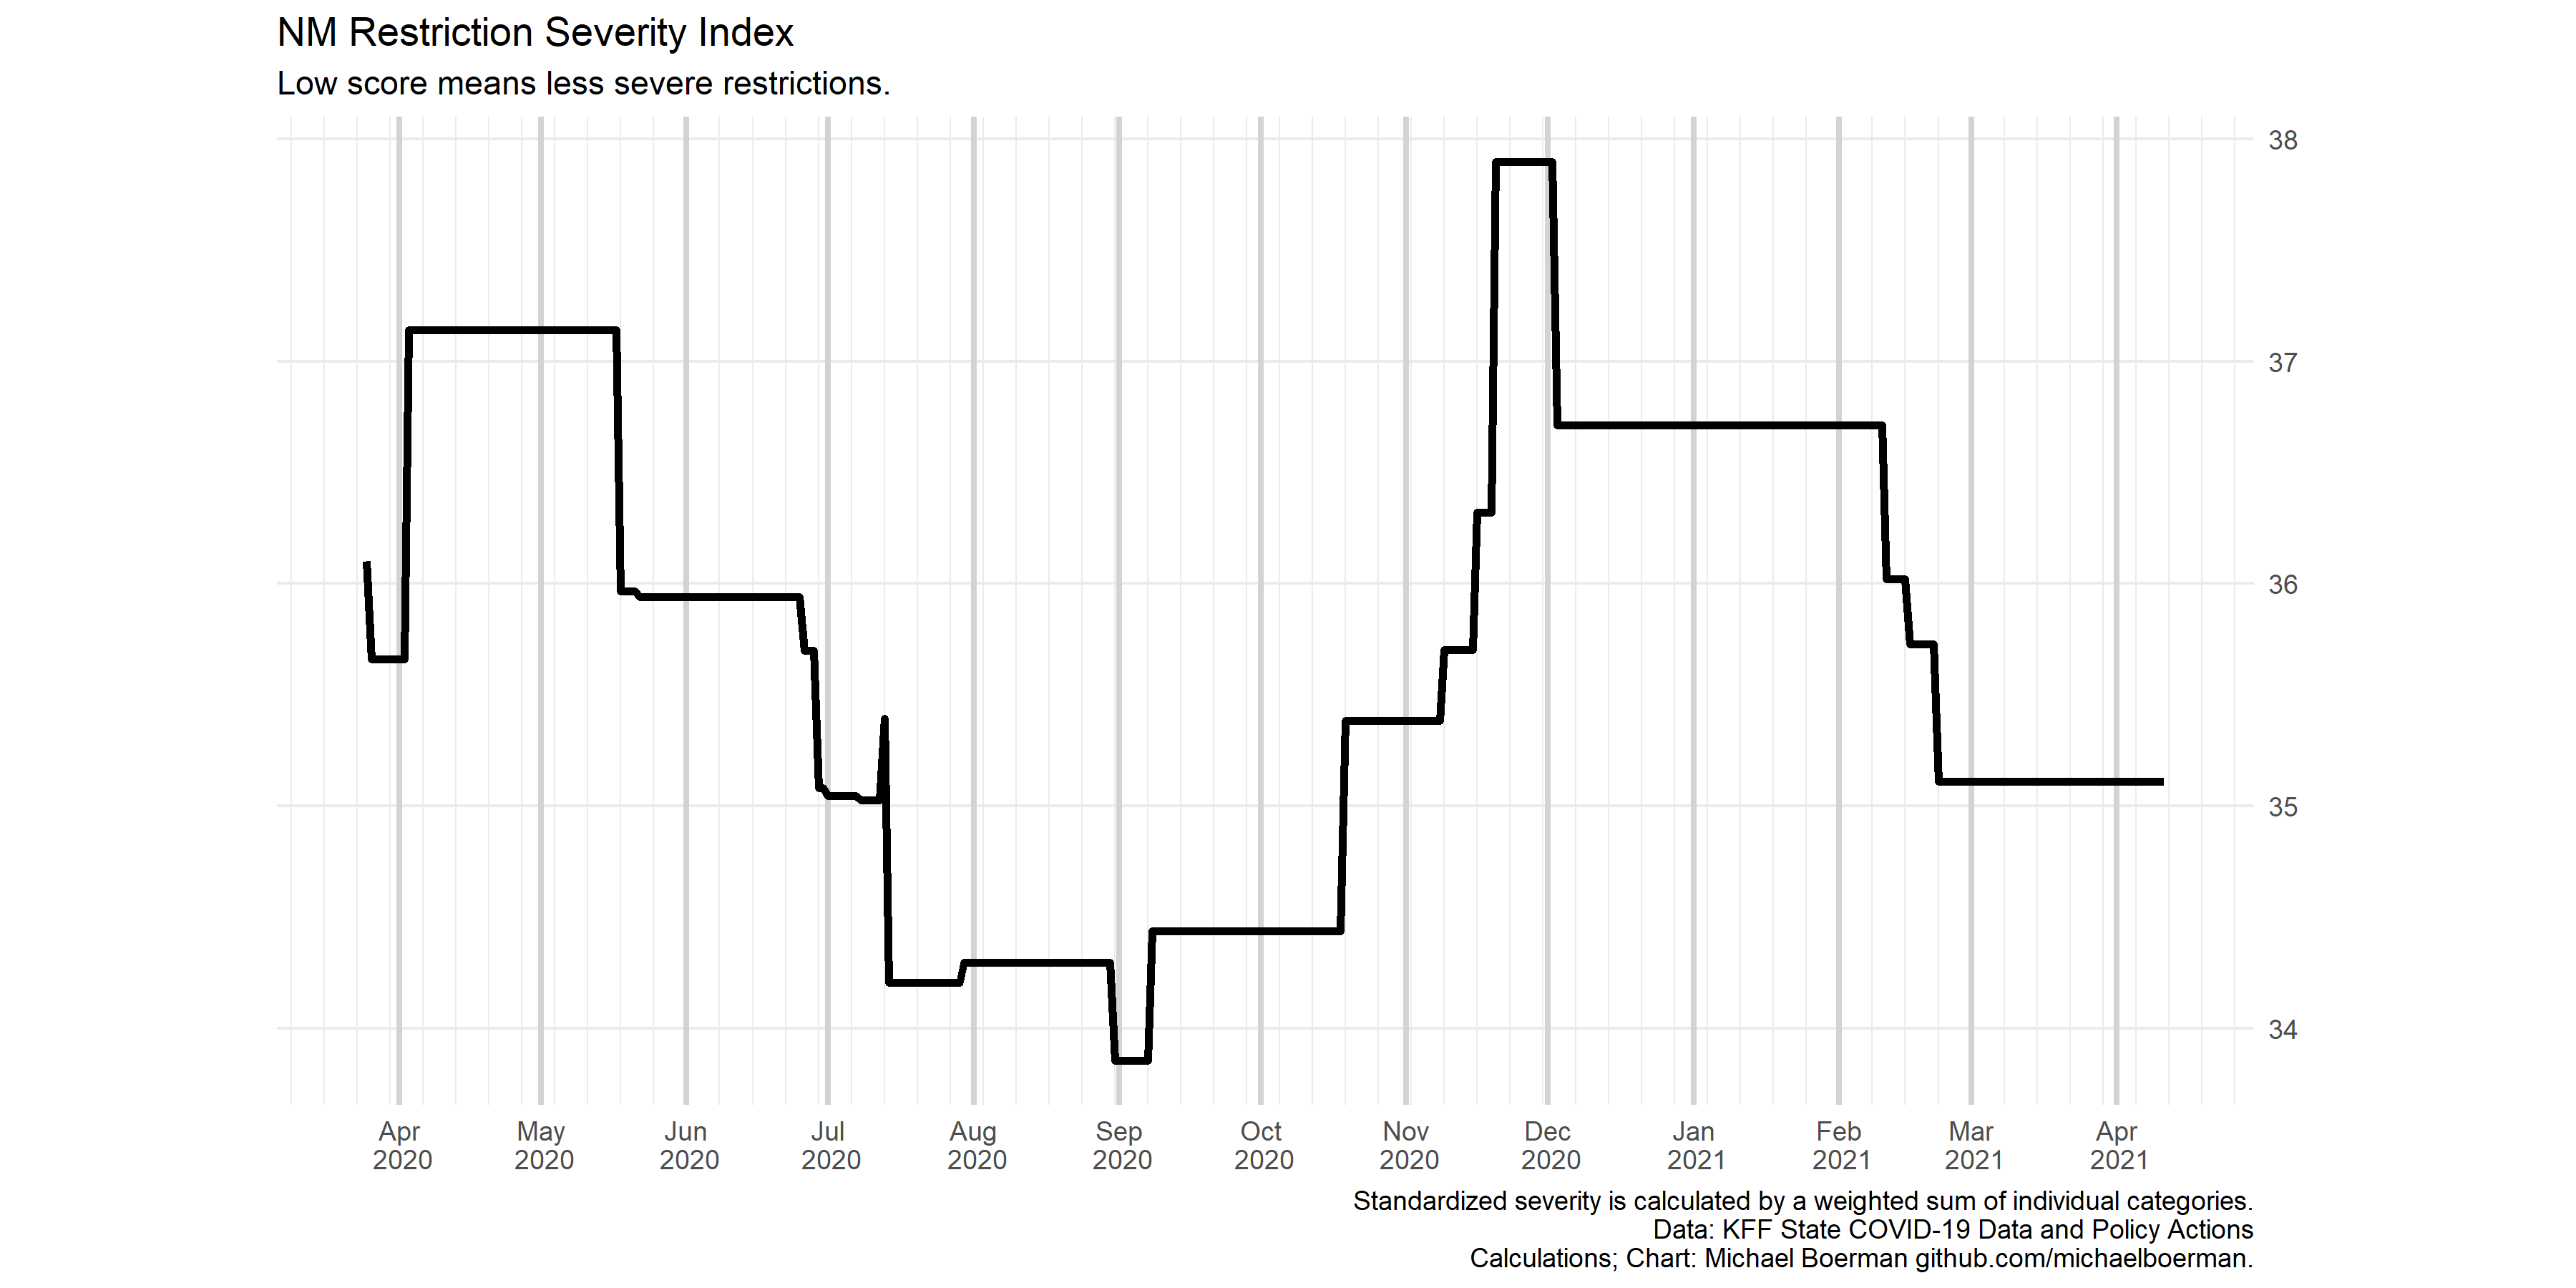 NM Restriction Severity Index
Low score means less severe restrictions.
38
37
36
35
34
Apr 2020
May 2020
Jun 2020
Jul 2020
Aug 2020
Sep 2020
Oct 2020
Nov 2020
Dec 2020
Jan 2021
Feb 2021
Mar 2021
Apr 2021
Standardized severity is calculated by a weighted sum of individual categories.
Data: KFF State COVID-19 Data and Policy Actions
Calculations; Chart: Michael Boerman github.com/michaelboerman.